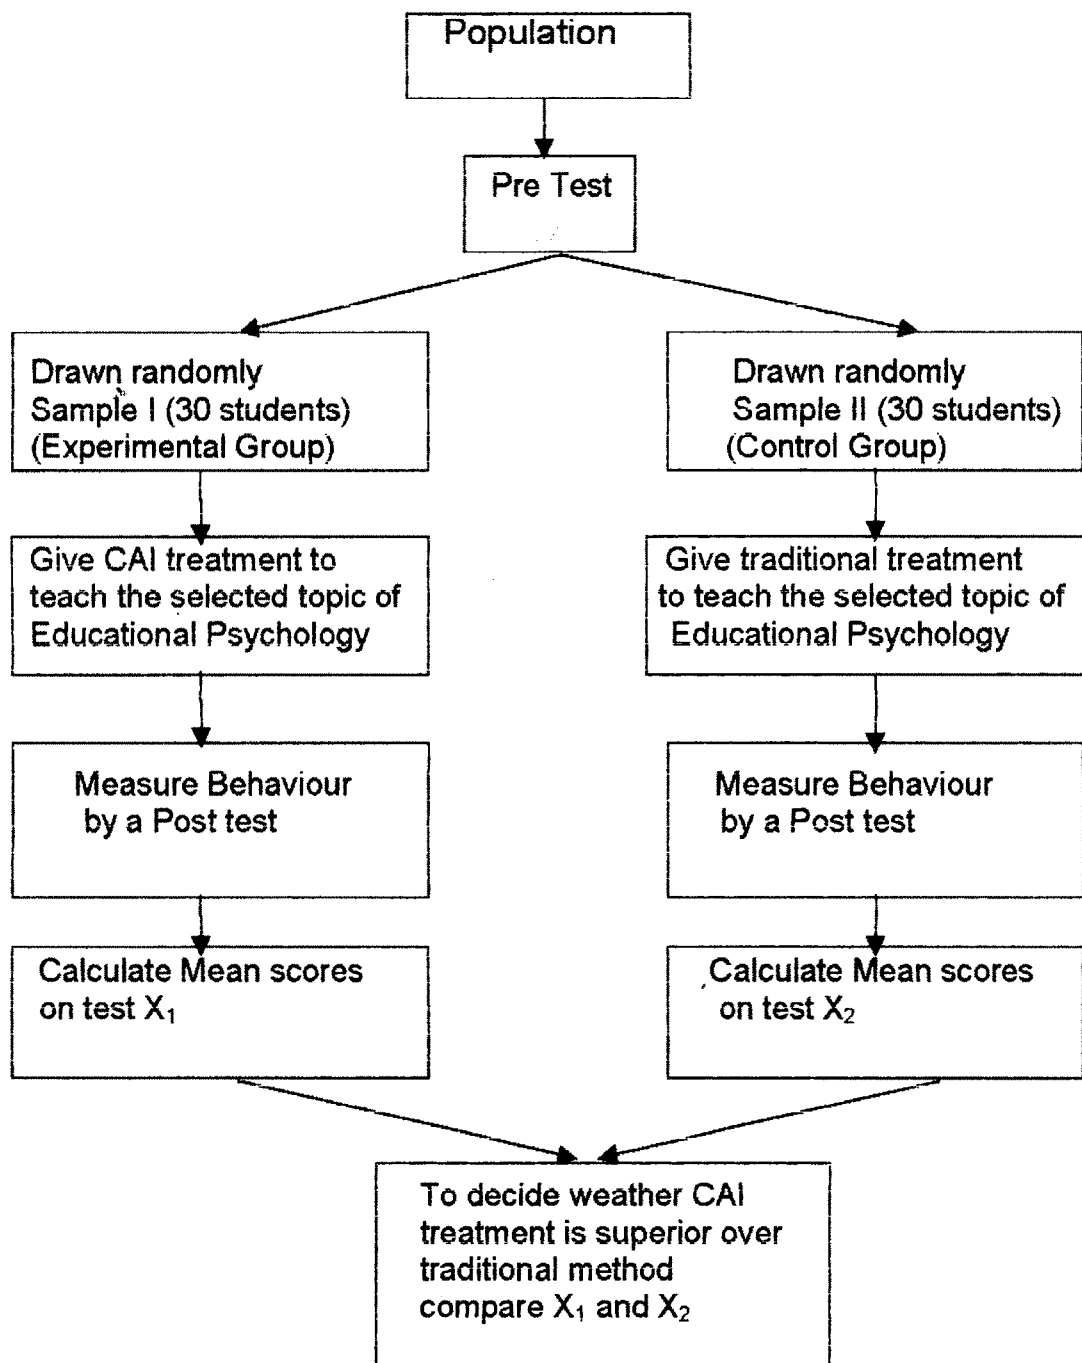 Population
Pre Test
Drawn randomly
Sample I (30 students)
(Experimental Group)
Drawn randomly
Sample II (30 students)
(Control Group)
Give CAI treatment to
teach the selected topic of
Educational Psychology
Give traditional treatment
to teach the selected topic of
Educational Psychology
Measure Behaviour
by a Post test
Measure Behaviour
by a Post test
Calculate Mean scores
on test X₁
Calculate Mean scores
on test X₂
To decide weather CAI
treatment is superior over
traditional method
compare X₁ and X₂